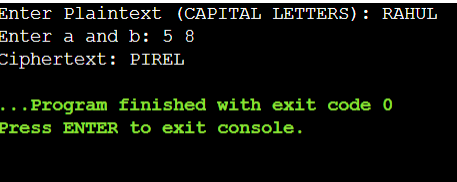 Enter Plaintext (CAPITAL LETTERS): RAHUL
Enter a and b: 5 8
Ciphertext: PIREL
...Program finished with exit code 0
Press ENTER to exit console.